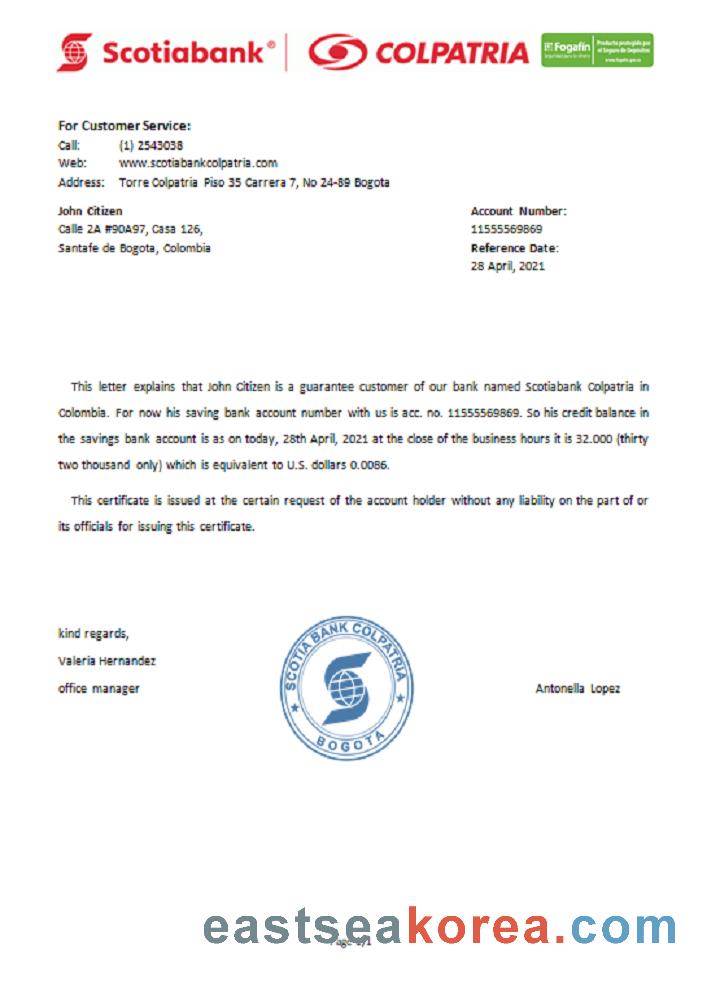 Scotiabank® COLPATRIA Fogafín Producto protegido por
el Seguro de Depósitos
www.fogafin.gov.co
For Customer Service:
Call: (1) 2543038
Web: www.scotiabankcolpatria.com
Address: Torre Colpatria Piso 35 Carrera 7, No 24-89 Bogota
John Citizen
Calle 2A #90A97, Casa 126,
Santafe de Bogota, Colombia
Account Number:
11555569869
Reference Date:
28 April, 2021
This letter explains that John Citizen is a guarantee customer of our bank named Scotiabank Colpatria in
Colombia. For now his saving bank account number with us is acc. no. 11555569869. So his credit balance in
the savings bank account is as on today, 28th April, 2021 at the close of the business hours it is 32.000 (thirty
two thousand only) which is equivalent to U.S. dollars 0.0086.
This certificate is issued at the certain request of the account holder without any liability on the part of or
its officials for issuing this certificate.
kind regards,
Valeria Hernandez
office manager
SCOTIA BANK COLPATRIA
BOGOTA
Antonella Lopez
eastseakorea.com
Page 1/1